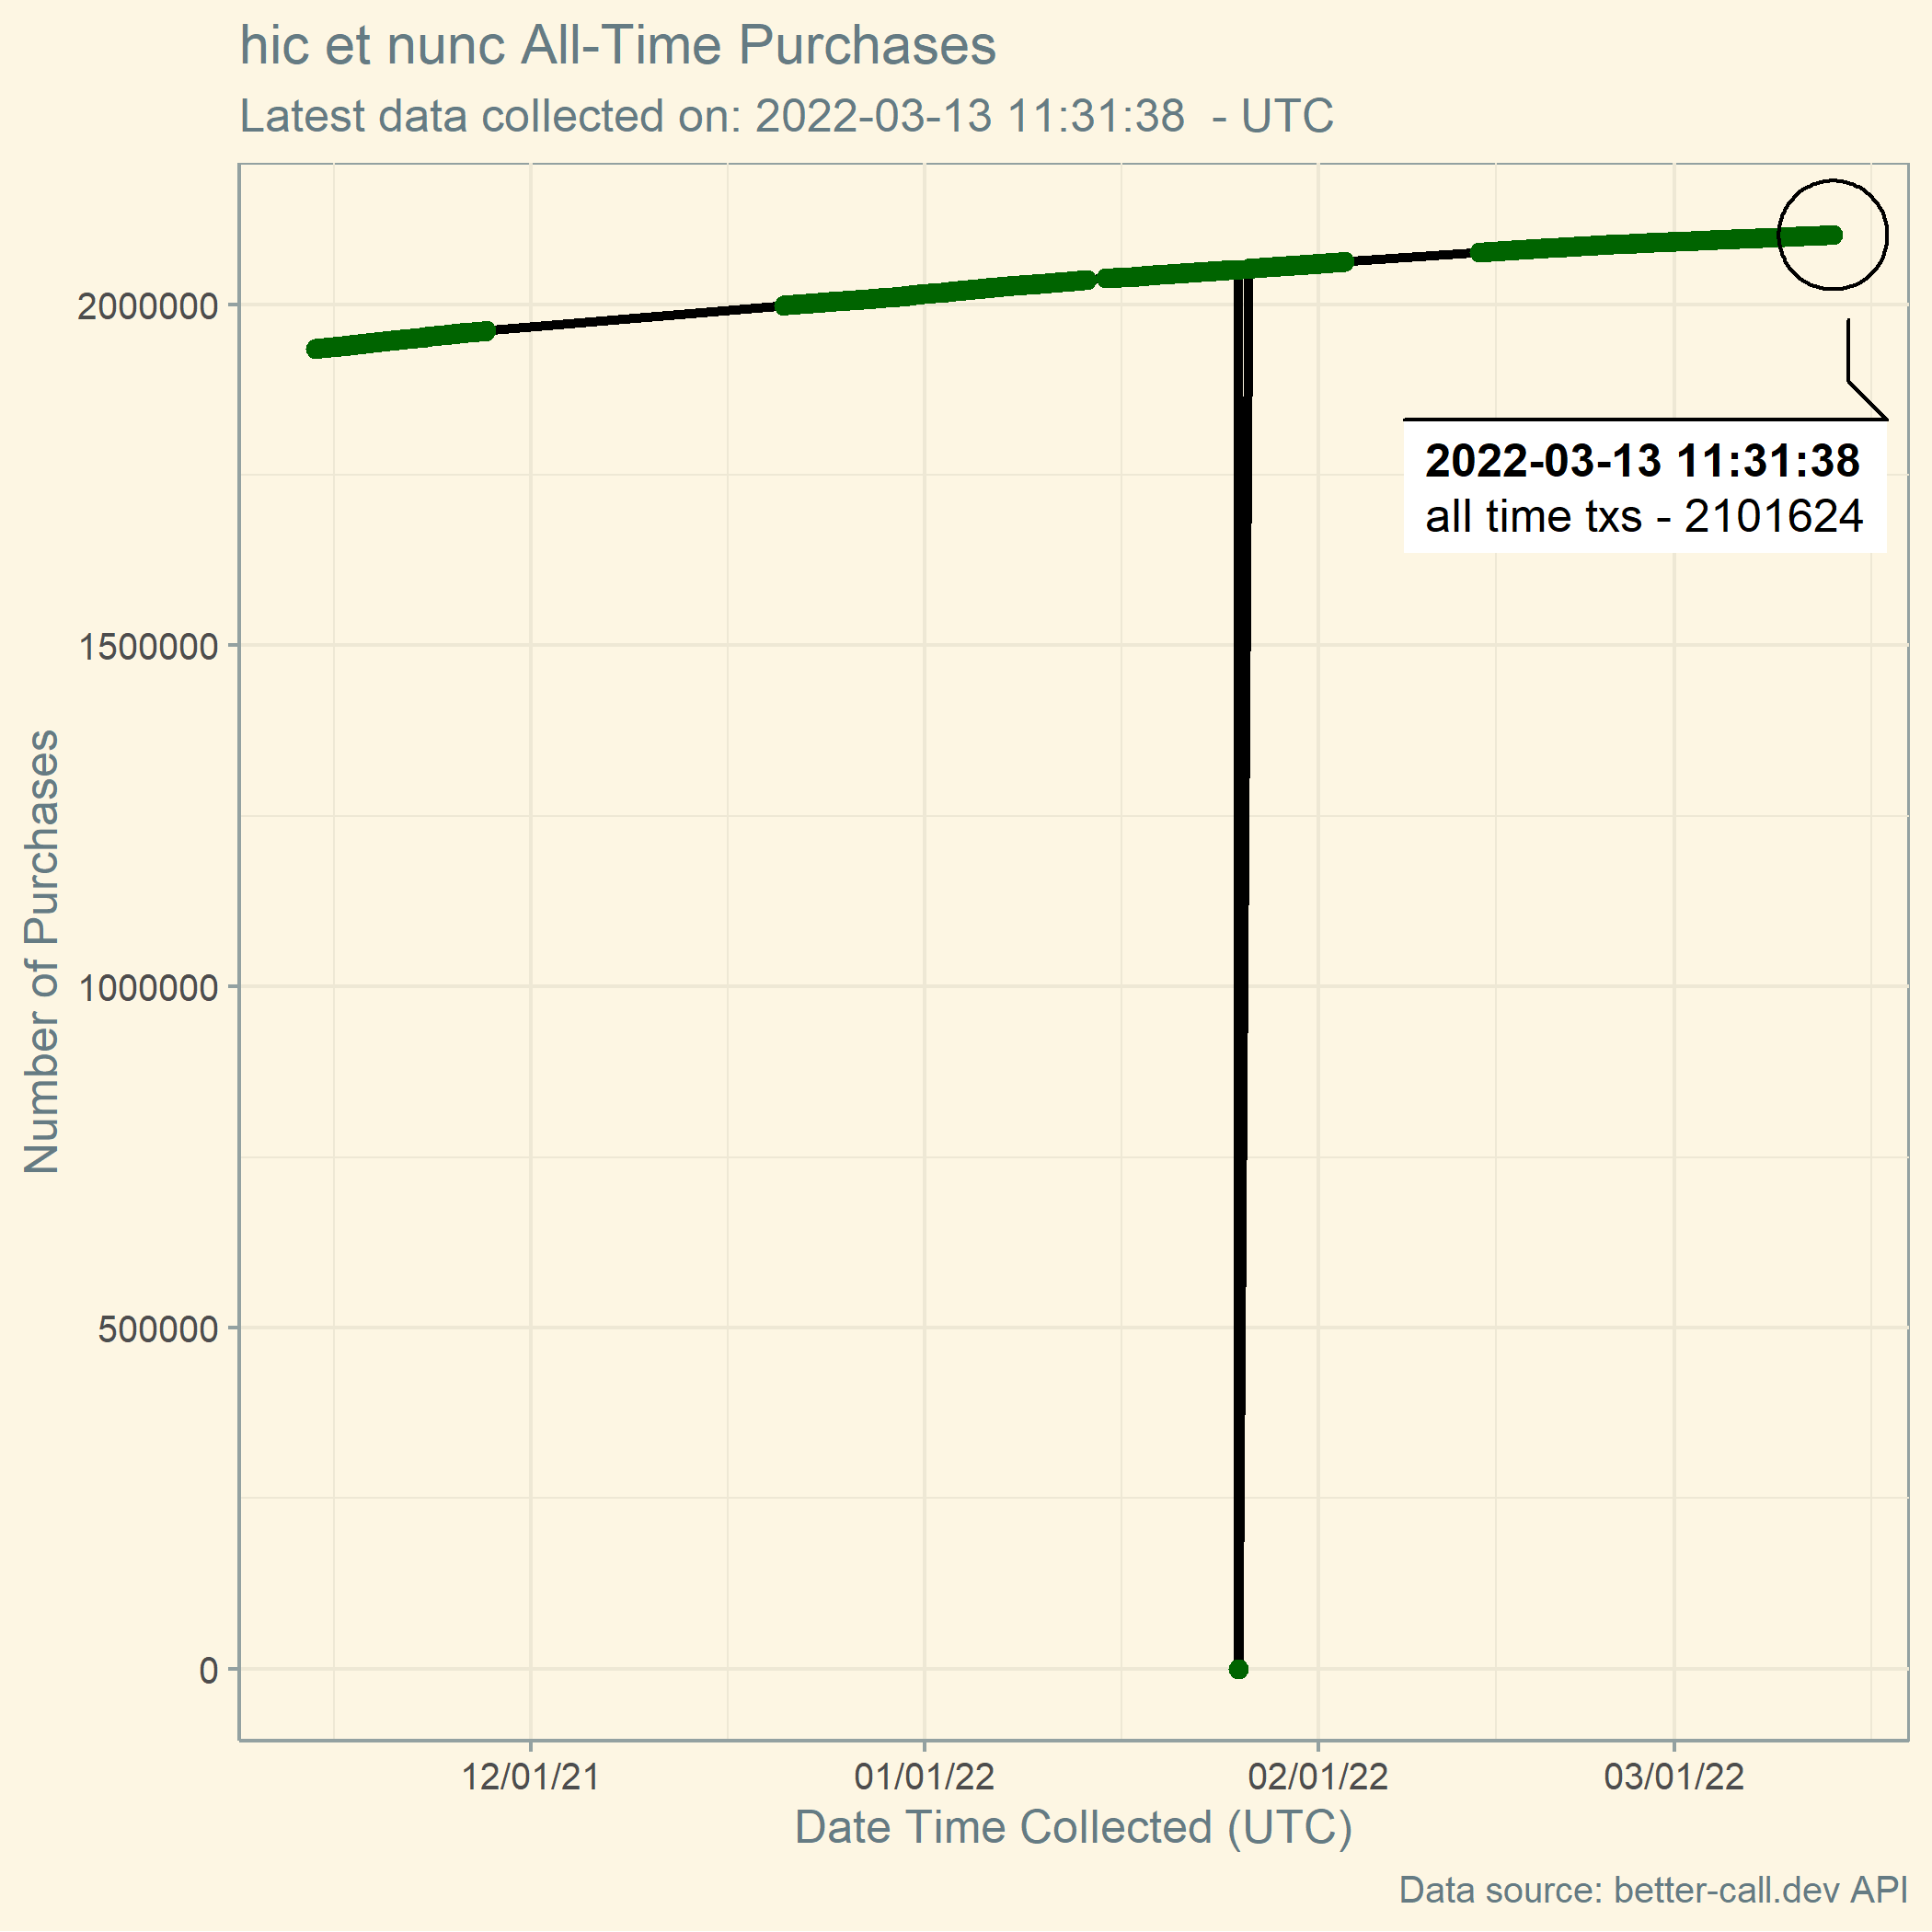 hic et nunc All-Time Purchases
Latest data collected on: 2022-03-13 11:31:38  - UTC
2000000
1500000
1000000
500000
0
Number of Purchases
2022-03-13 11:31:38
all time txs - 2101624
12/01/21
01/01/22
02/01/22
03/01/22
Date Time Collected (UTC)
Data source: better-call.dev API